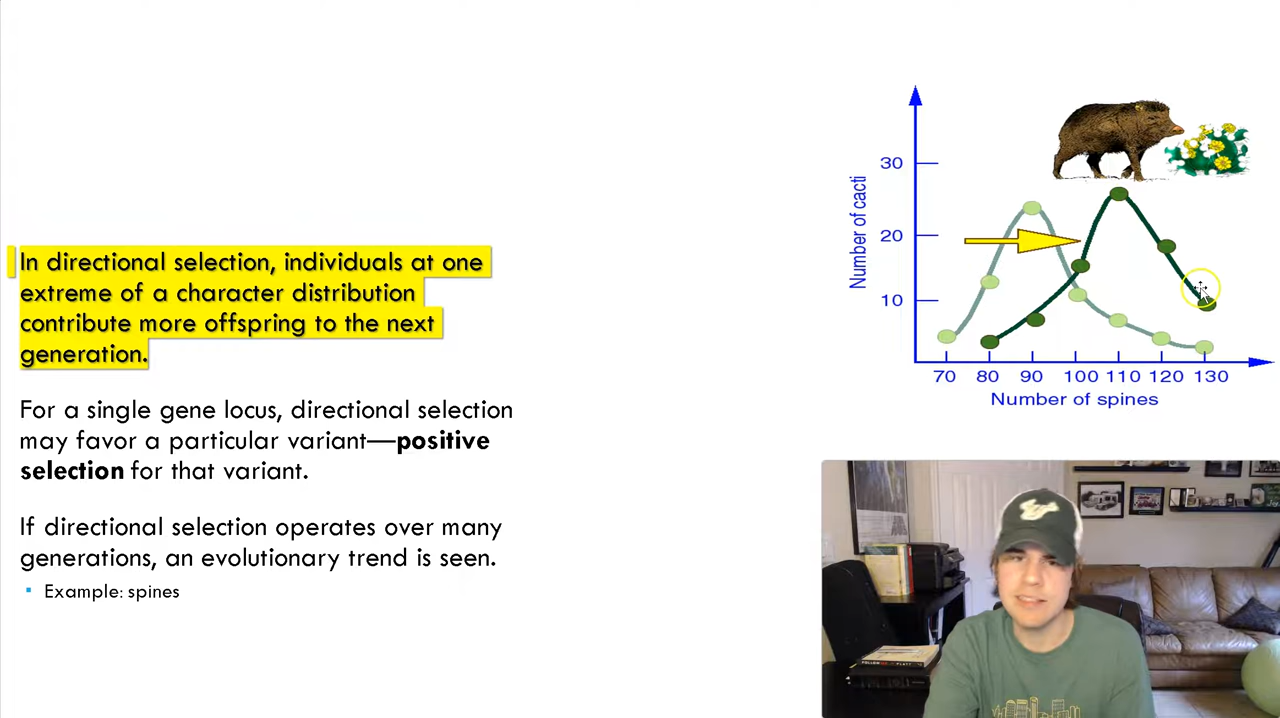 In directional selection, individuals at one
extreme of a character distribution
contribute more offspring to the next
generation.
For a single gene locus, directional selection
may favor a particular variant—positive
selection for that variant.
If directional selection operates over many
generations, an evolutionary trend is seen.
▪ Example: spines
Number of cacti
30
20
10
70 80 90 100 110 120 130
Number of spines